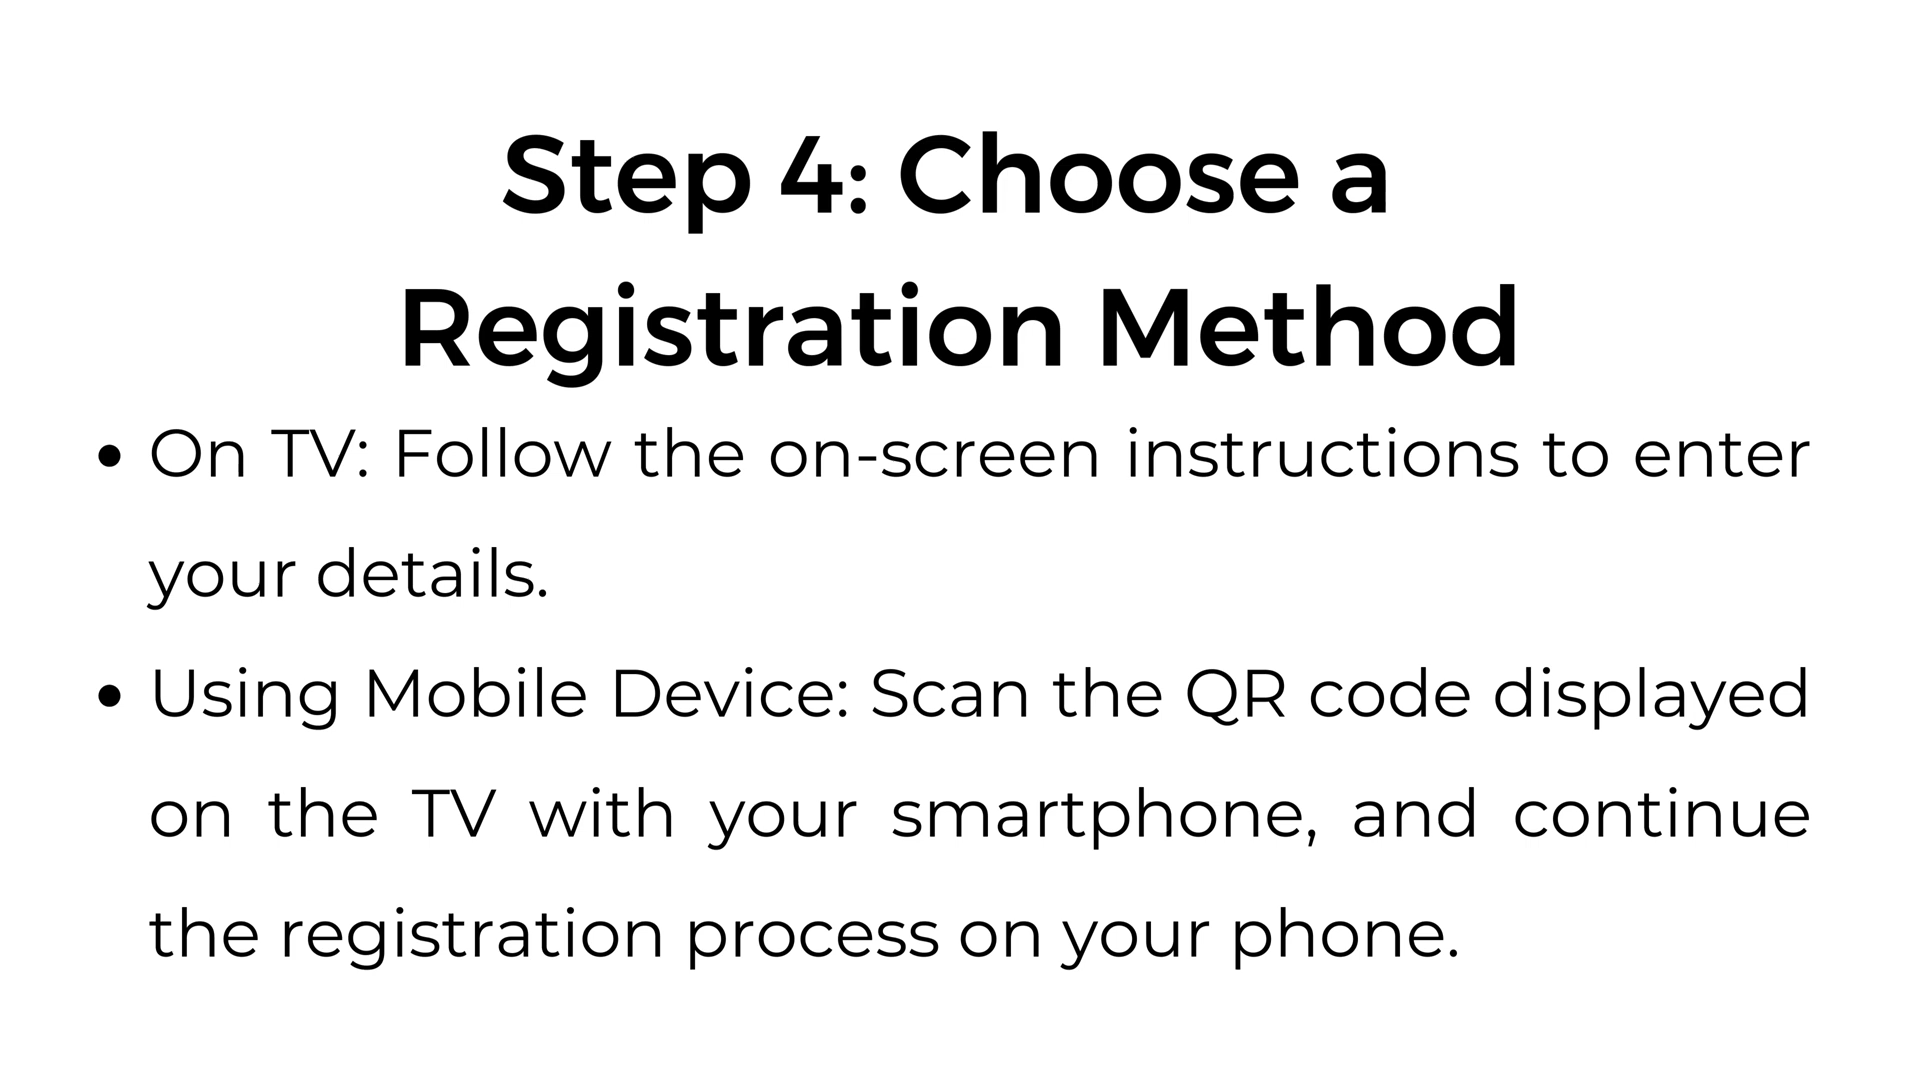 Step 4: Choose a
Registration Method
• On TV: Follow the on-screen instructions to enter
your details.
• Using Mobile Device: Scan the QR code displayed
on the TV with your smartphone, and continue
the registration process on your phone.